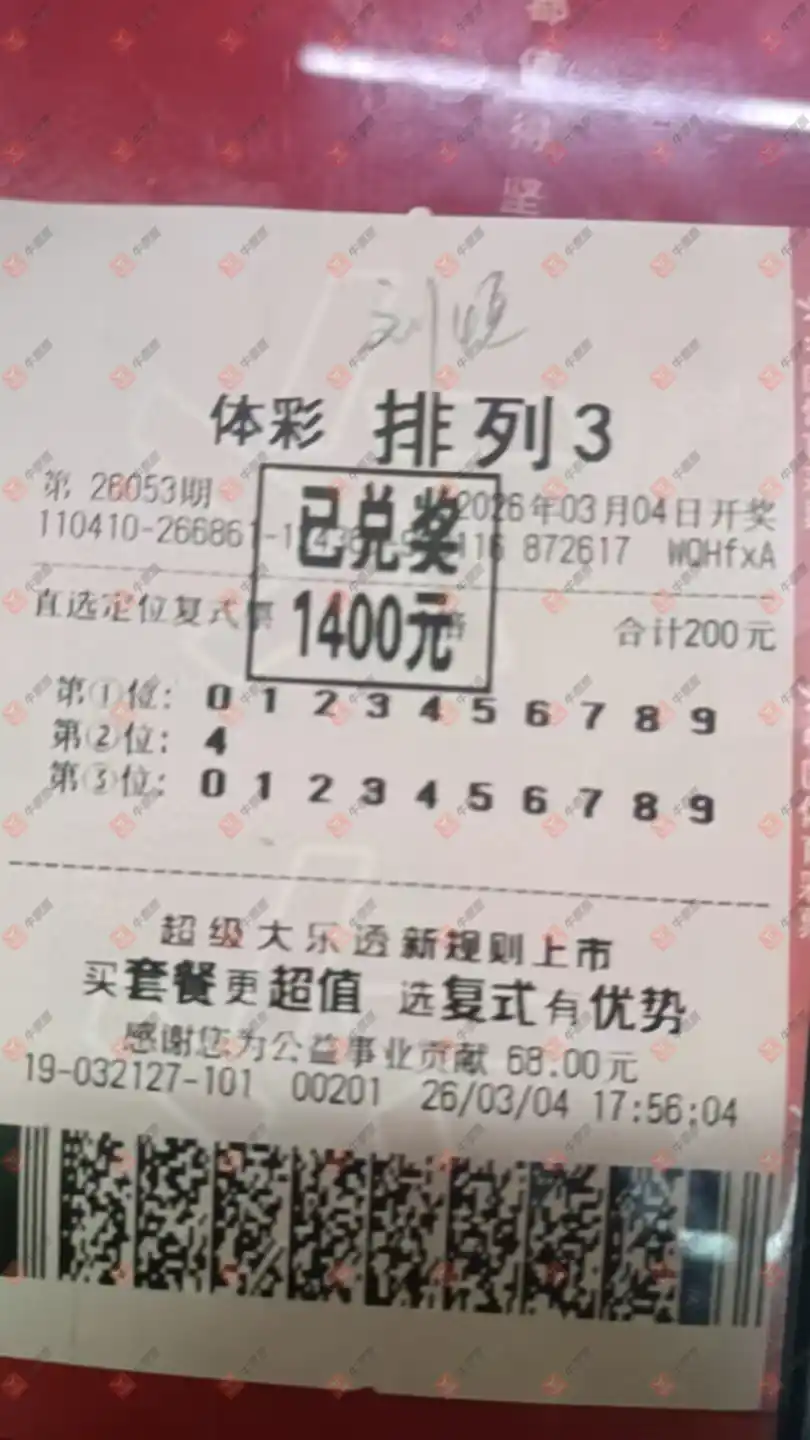 坚
体彩 排列3
第 26053期
2026年03月04日开奖
110410-266861-
116 872617 WQHfxA
已兑奖
1400元
直选定位复式票
合计200元
第①位: 0 1 2 3 4 5 6 7 8 9
第②位: 4
第③位: 0 1 2 3 4 5 6 7 8 9
超级大乐透新规则上市
买套餐更超值 选复式有优势
感谢您为公益事业贡献 68.00元
19-032127-101 00201 26/03/04 17:56:04